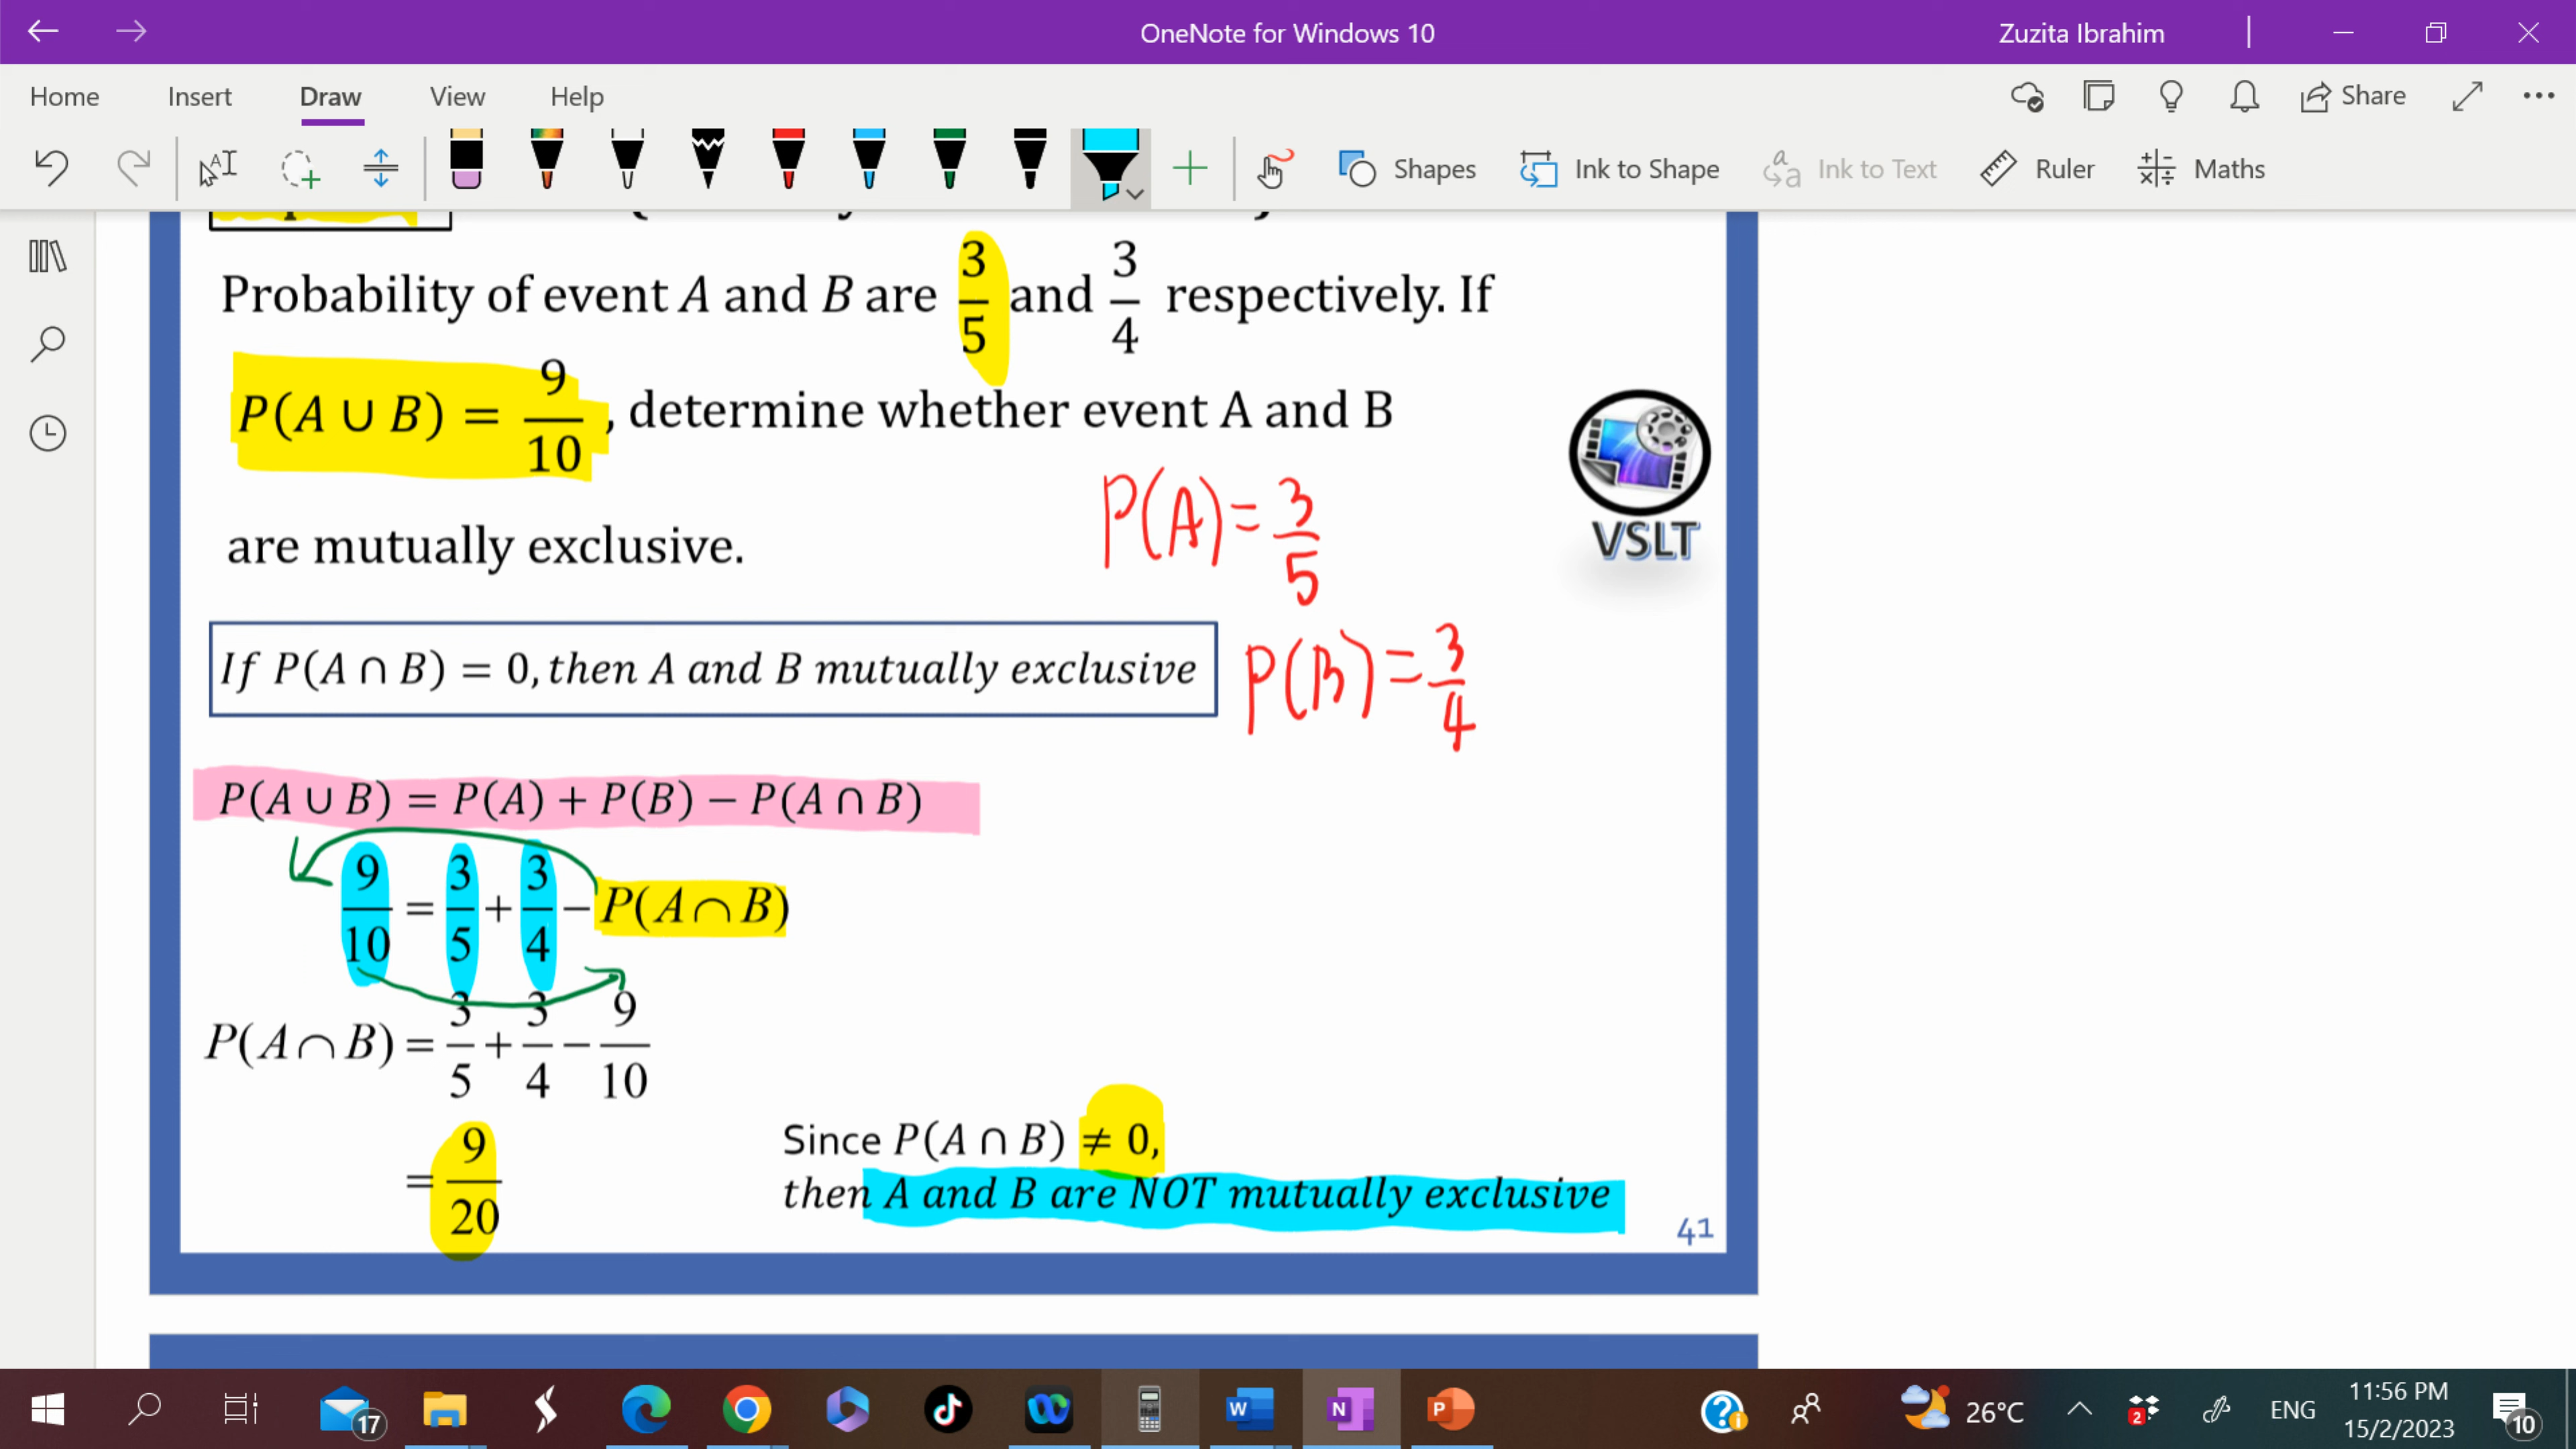 OneNote for Windows 10
Zuzita Ibrahim
Home Insert Draw View Help
Share
Shapes Ink to Shape Ink to Text Ruler Maths
Probability of event A and B are 3/5 and 3/4 respectively. If
P(A ∪ B) = 9/10, determine whether event A and B
are mutually exclusive.
P(A) = 3/5
VSLT
If P(A ∩ B) = 0, then A and B mutually exclusive
P(B) = 3/4
P(A ∪ B) = P(A) + P(B) − P(A ∩ B)
9/10 = 3/5 + 3/4 − P(A ∩ B)
P(A ∩ B) = 3/5 + 3/4 − 9/10
= 9/20
Since P(A ∩ B) ≠ 0,
then A and B are NOT mutually exclusive
41
17
26°C
2
ENG
11:56 PM
15/2/2023
10